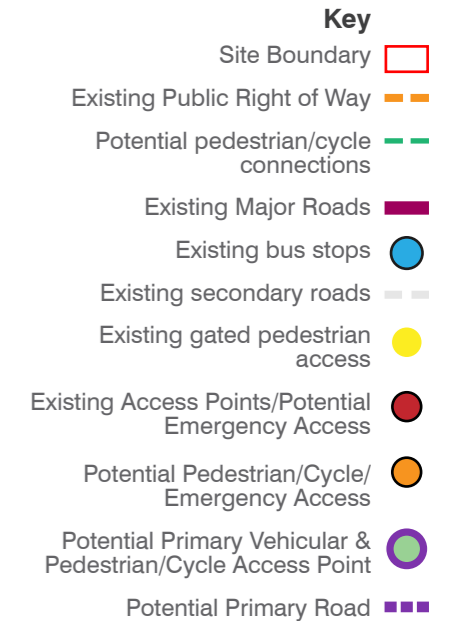 Key
Site Boundary
Existing Public Right of Way
Potential pedestrian/cycle
connections
Existing Major Roads
Existing bus stops
Existing secondary roads
Existing gated pedestrian
access
Existing Access Points/Potential
Emergency Access
Potential Pedestrian/Cycle/
Emergency Access
Potential Primary Vehicular &
Pedestrian/Cycle Access Point
Potential Primary Road